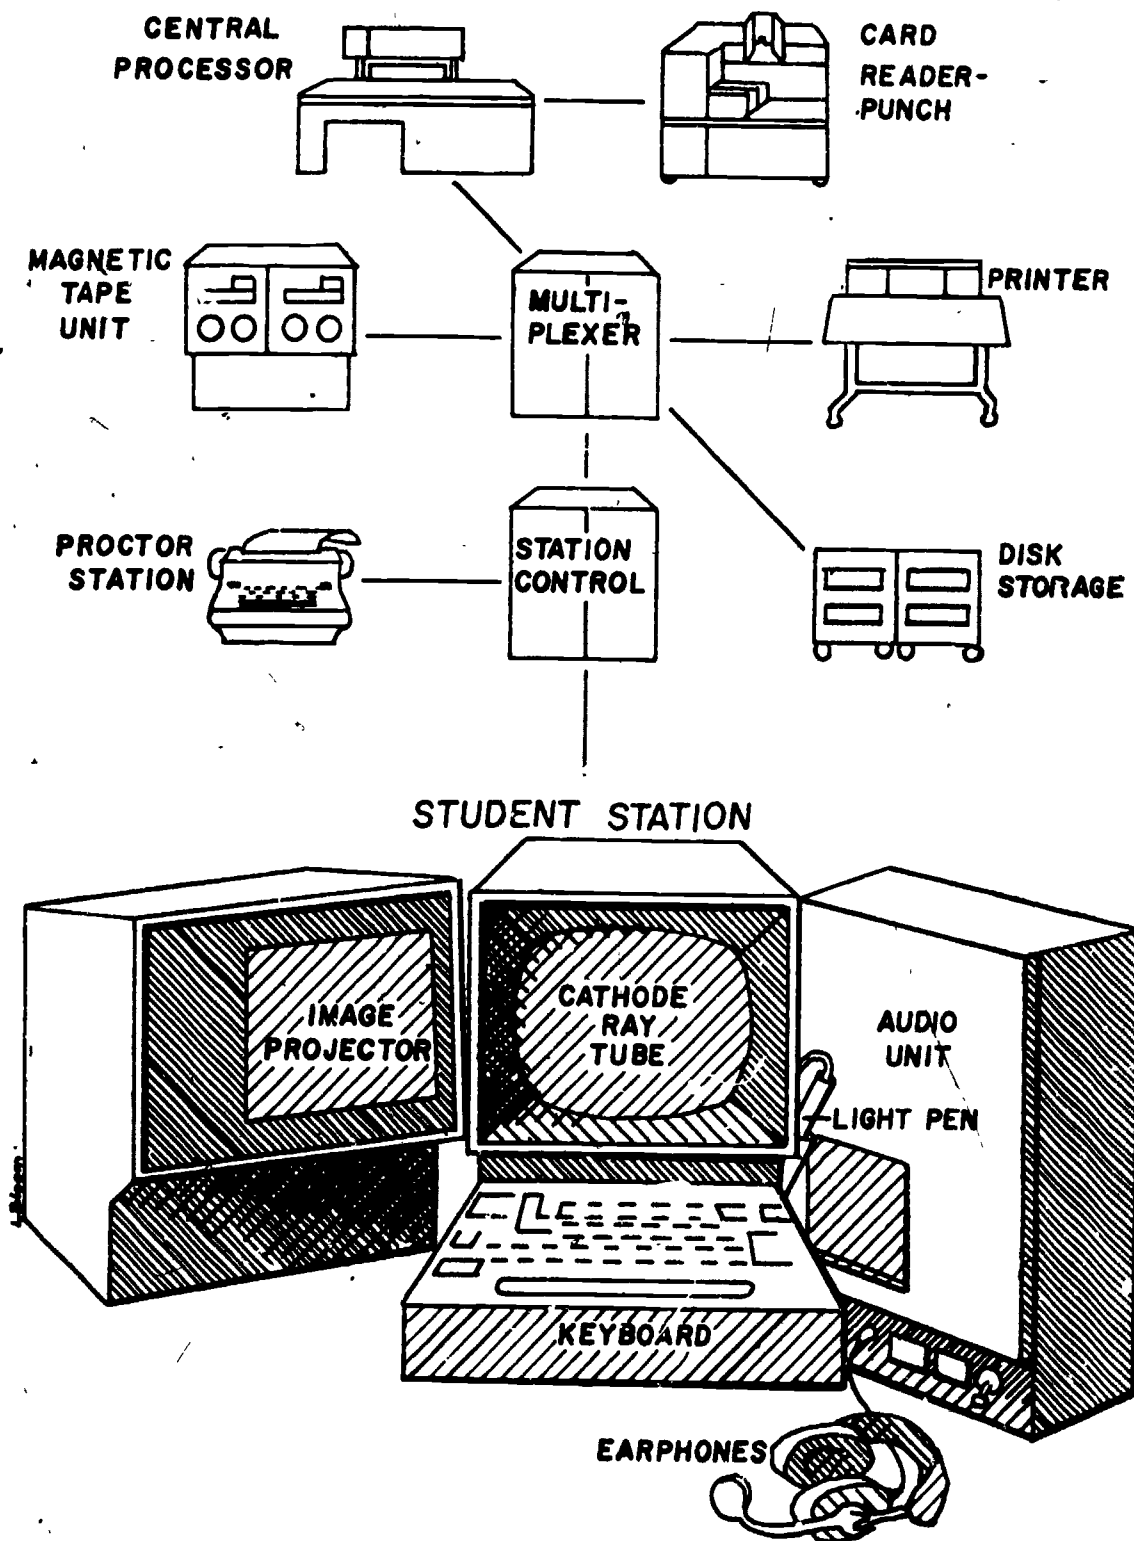 CENTRAL
PROCESSOR
CARD
READER-
PUNCH
MAGNETIC
TAPE
UNIT
MULTI-
PLEXER
PRINTER
PROCTOR
STATION
STATION
CONTROL
DISK
STORAGE
STUDENT STATION
IMAGE
PROJECTOR
CATHODE
RAY
TUBE
AUDIO
UNIT
LIGHT PEN
KEYBOARD
EARPHONES